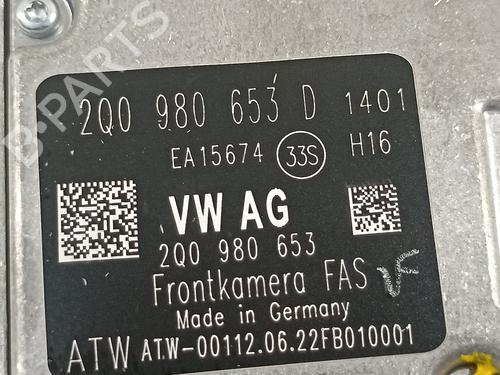 B-PARTS
2Q0 980 653 D 1401
EA15674 33S H16
VW AG
2Q0 980 653
Frontkamera FAS
Made in Germany
ATW ATW-00112.06.22FB010001